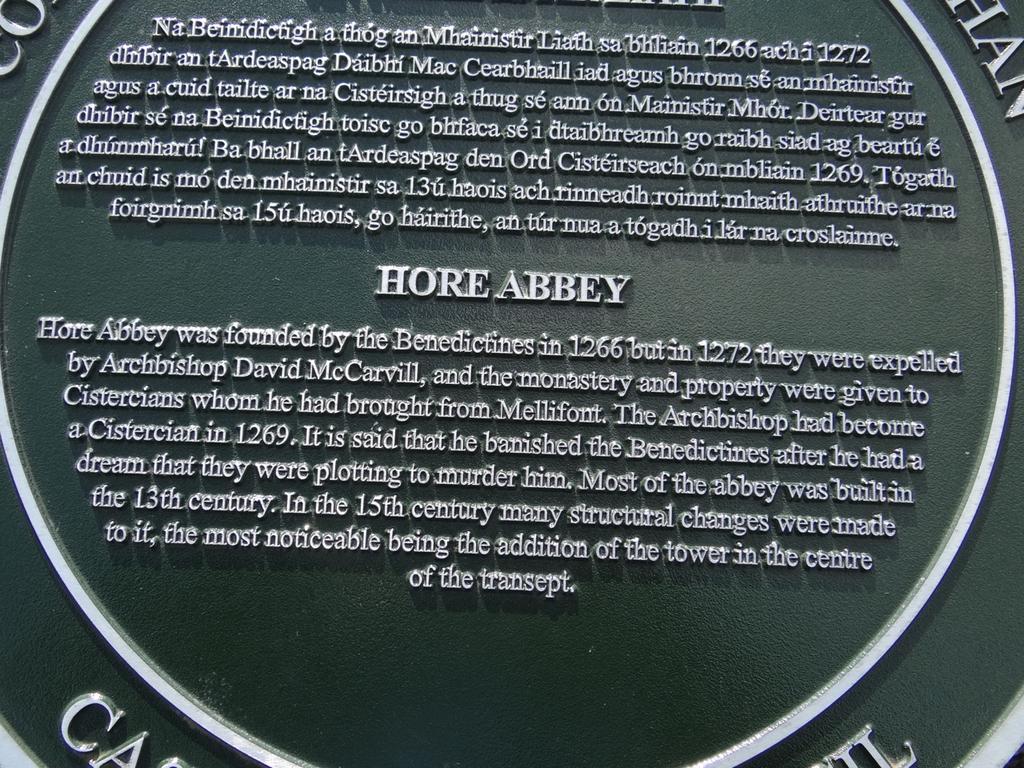 Na Beinidictigh a thóg an Mhainistir Liath sa bhliain 1266 ach i 1272
dhíbir an tArdeaspag Dáibhí Mac Cearbhaill iad agus bhronn sé an mhainistir
agus a cuid tailte ar na Cistéirsigh a thug sé ann ón Mainistir Mhór. Deirtear gur
dhíbir sé na Beinidictigh toisc go bhfaca sé i dtaibhreamh go raibh siad ag beartú é
a dhúnmharú! Ba bhall an tArdeaspag den Ord Cistéirseach ón mbliain 1269. Tógadh
an chuid is mó den mhainistir sa 13ú haois ach rinneadh roinnt mhaith athruithe ar na
foirgnimh sa 15ú haois, go háirithe, an túr nua a tógadh i lár na croslainne.
HORE ABBEY
Hore Abbey was founded by the Benedictines in 1266 but in 1272 they were expelled
by Archbishop David McCarvill, and the monastery and property were given to
Cistercians whom he had brought from Mellifont. The Archbishop had become
a Cistercian in 1269. It is said that he banished the Benedictines after he had a
dream that they were plotting to murder him. Most of the abbey was built in
the 13th century. In the 15th century many structural changes were made
to it, the most noticeable being the addition of the tower in the centre
of the transept.